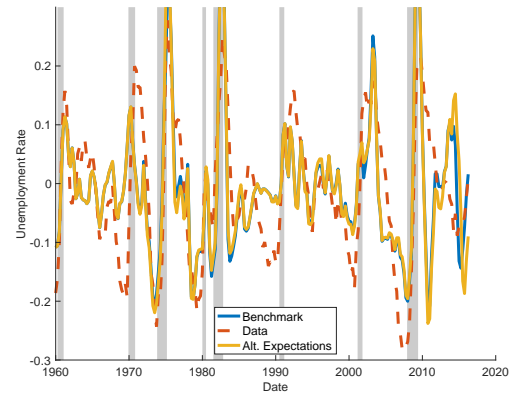 0.2
0.1
0
-0.1
-0.2
-0.3
Unemployment Rate
1960 1970 1980 1990 2000 2010 2020
Date
Benchmark
Data
Alt. Expectations